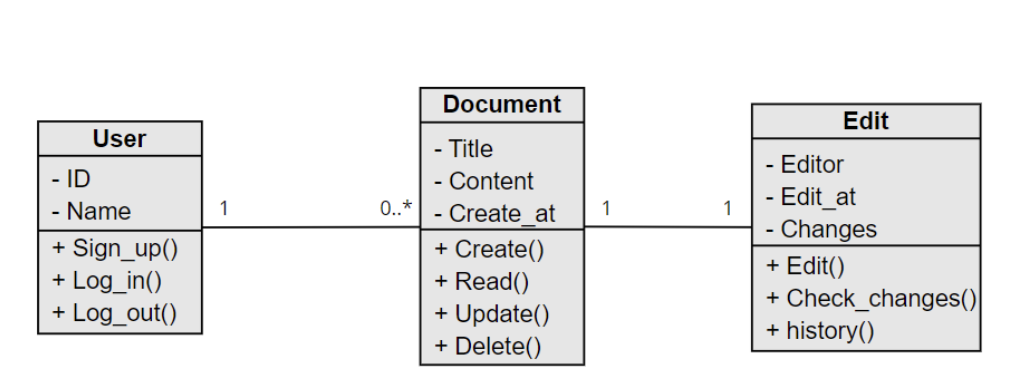 User
- ID
- Name
+ Sign_up()
+ Log_in()
+ Log_out()
1
0..*
Document
- Title
- Content
- Create_at
+ Create()
+ Read()
+ Update()
+ Delete()
1
1
Edit
- Editor
- Edit_at
- Changes
+ Edit()
+ Check_changes()
+ history()